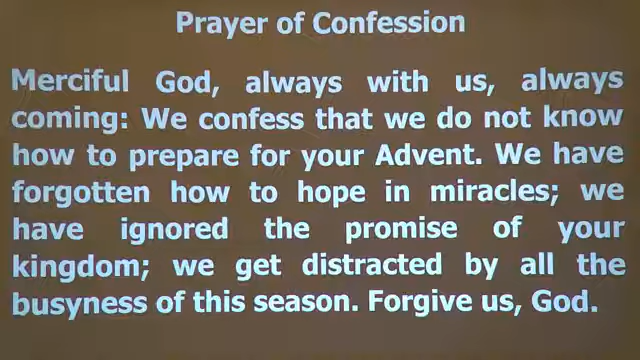 Prayer of Confession
Merciful God, always with us, always
coming: We confess that we do not know
how to prepare for your Advent. We have
forgotten how to hope in miracles; we
have ignored the promise of your
kingdom; we get distracted by all the
busyness of this season. Forgive us, God.